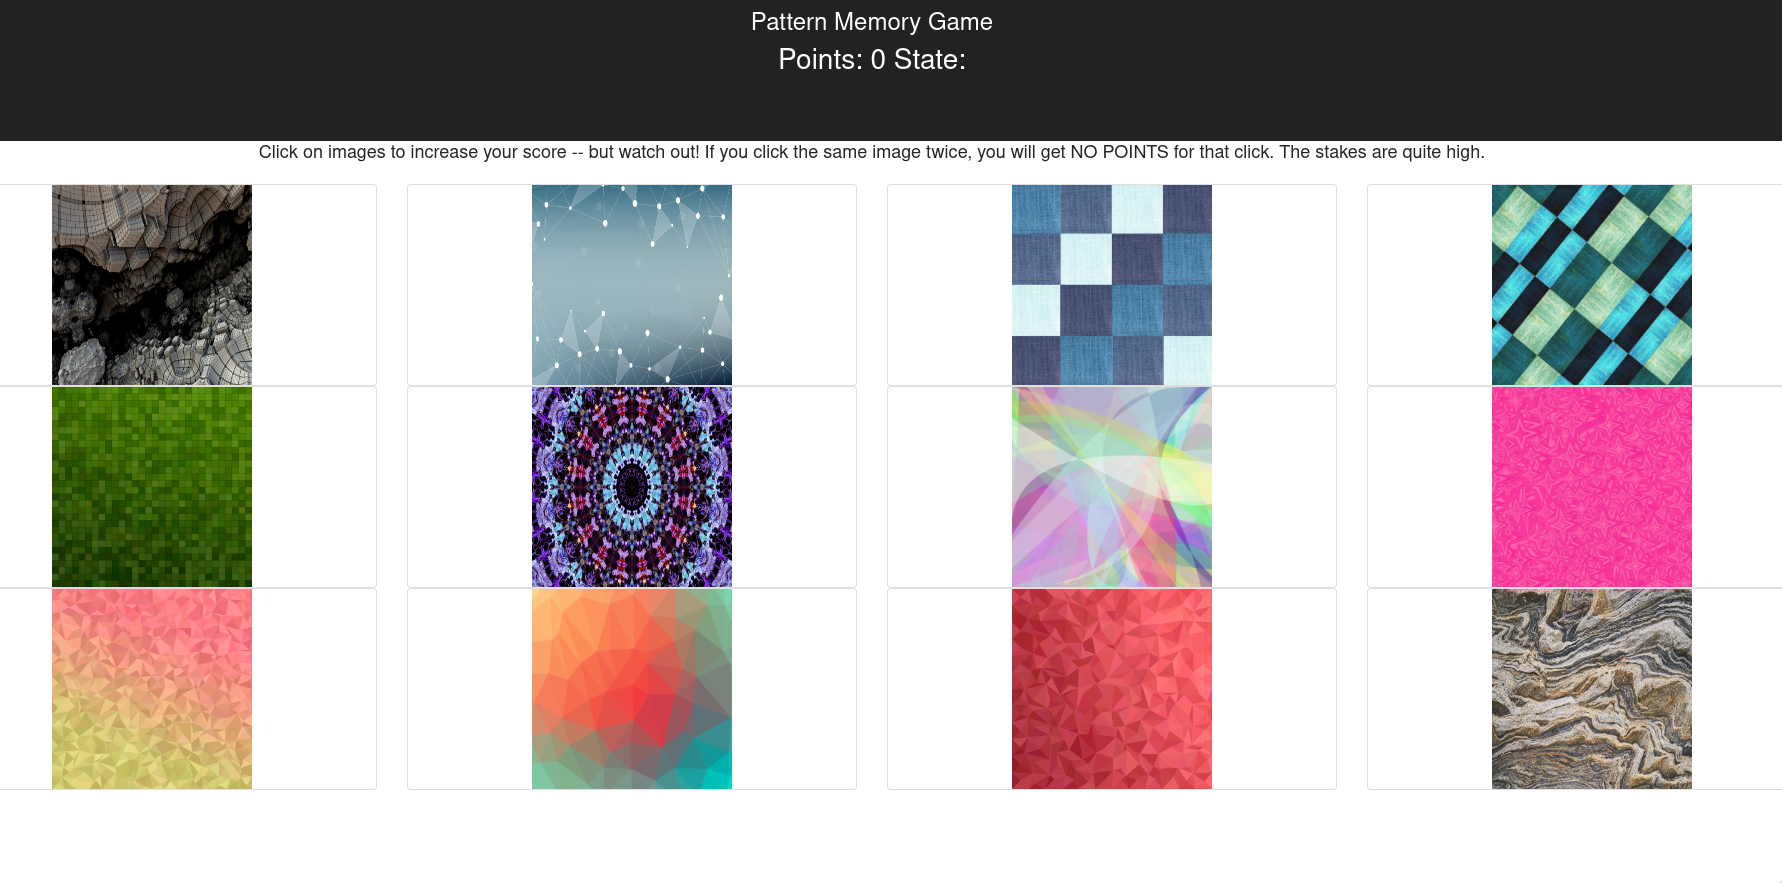 Pattern Memory Game
Points: 0 State:
Click on images to increase your score -- but watch out! If you click the same image twice, you will get NO POINTS for that click. The stakes are quite high.